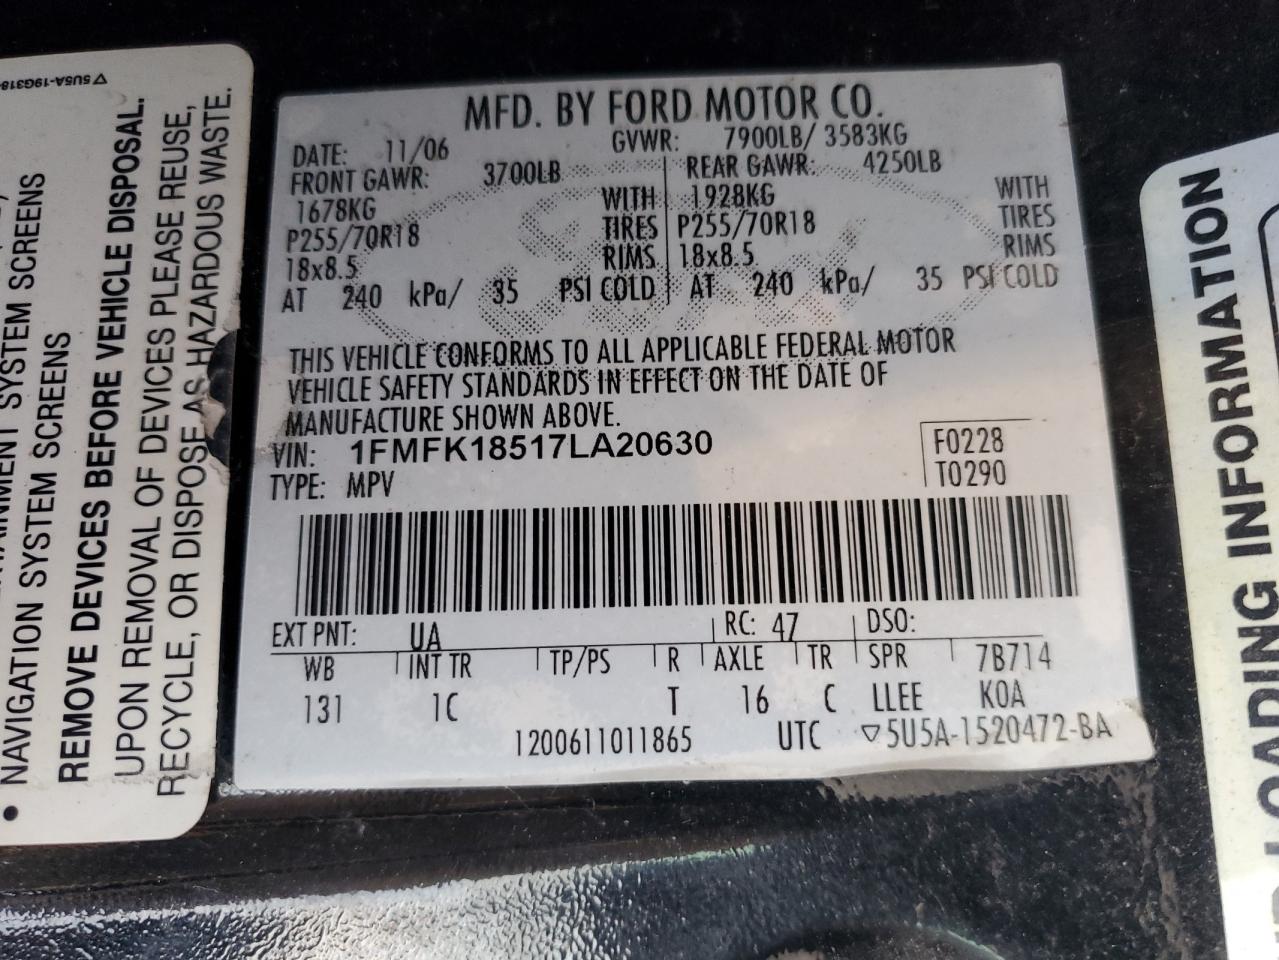 5U5A-19G318-
SYSTEM SCREENS
• NAVIGATION SYSTEM SCREENS
REMOVE DEVICES BEFORE VEHICLE DISPOSAL.
UPON REMOVAL OF DEVICES PLEASE REUSE,
RECYCLE, OR DISPOSE AS HAZARDOUS WASTE.
MFD. BY FORD MOTOR CO.
DATE: 11/06 GVWR: 7900LB/ 3583KG
FRONT GAWR: 3700LB REAR GAWR: 4250LB
1678KG WITH 1928KG WITH
P255/70R18 TIRES P255/70R18 TIRES
18x8.5 RIMS 18x8.5 RIMS
AT 240 kPa/ 35 PSI COLD AT 240 kPa/ 35 PSI COLD
THIS VEHICLE CONFORMS TO ALL APPLICABLE FEDERAL MOTOR
VEHICLE SAFETY STANDARDS IN EFFECT ON THE DATE OF
MANUFACTURE SHOWN ABOVE.
VIN: 1FMFK18517LA20630 F0228
TYPE: MPV T0290
EXT PNT: UA RC: 47 DSO:
WB INT TR TP/PS R AXLE TR SPR 7B714
131 1C T 16 C LLEE KOA
1200611011865 UTC ▽5U5A-1520472-BA
LOADING INFORMATION